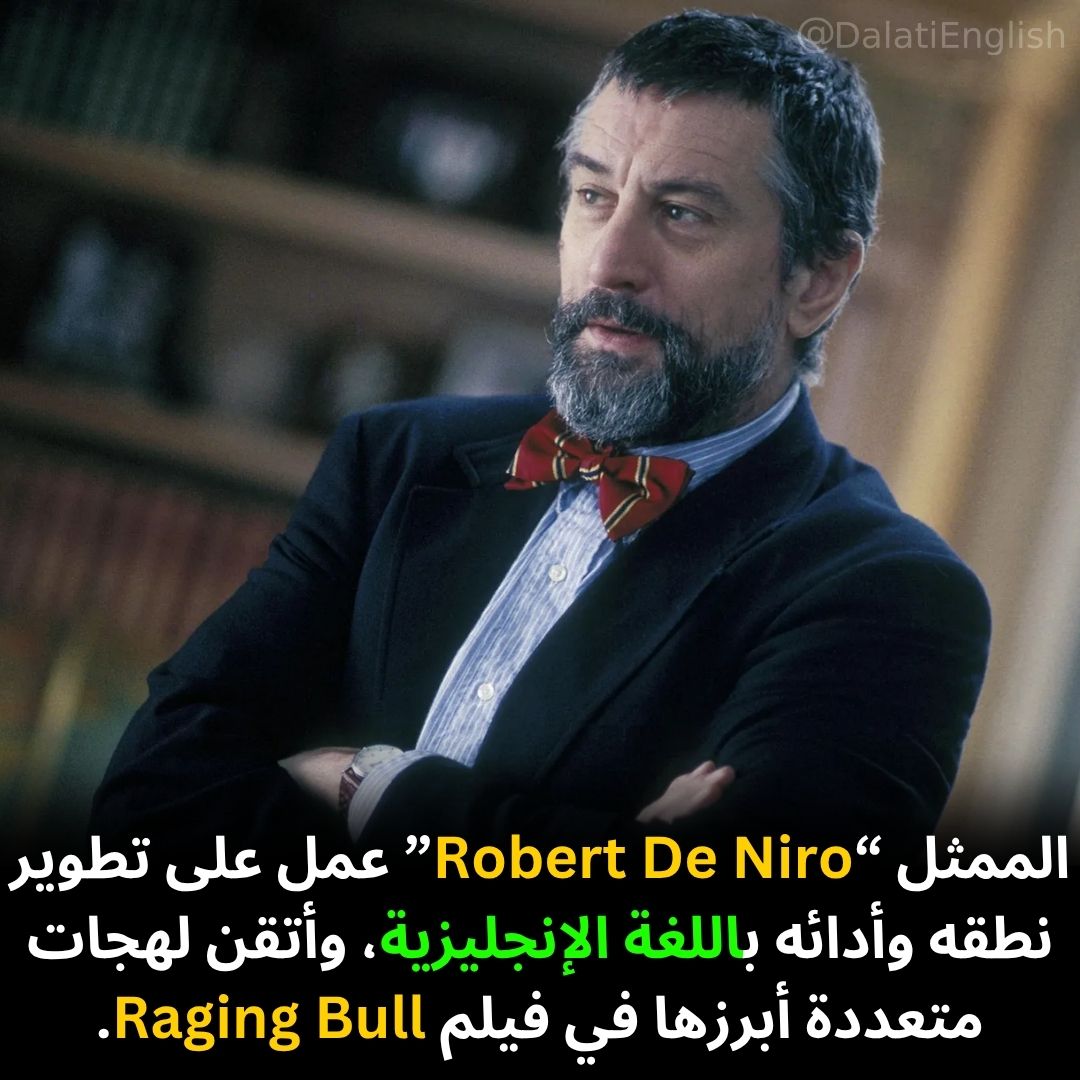 @DalatiEnglish
الممثل “Robert De Niro” عمل على تطوير
نطقه وأدائه باللغة الإنجليزية، وأتقن لهجات
متعددة أبرزها في فيلم Raging Bull.